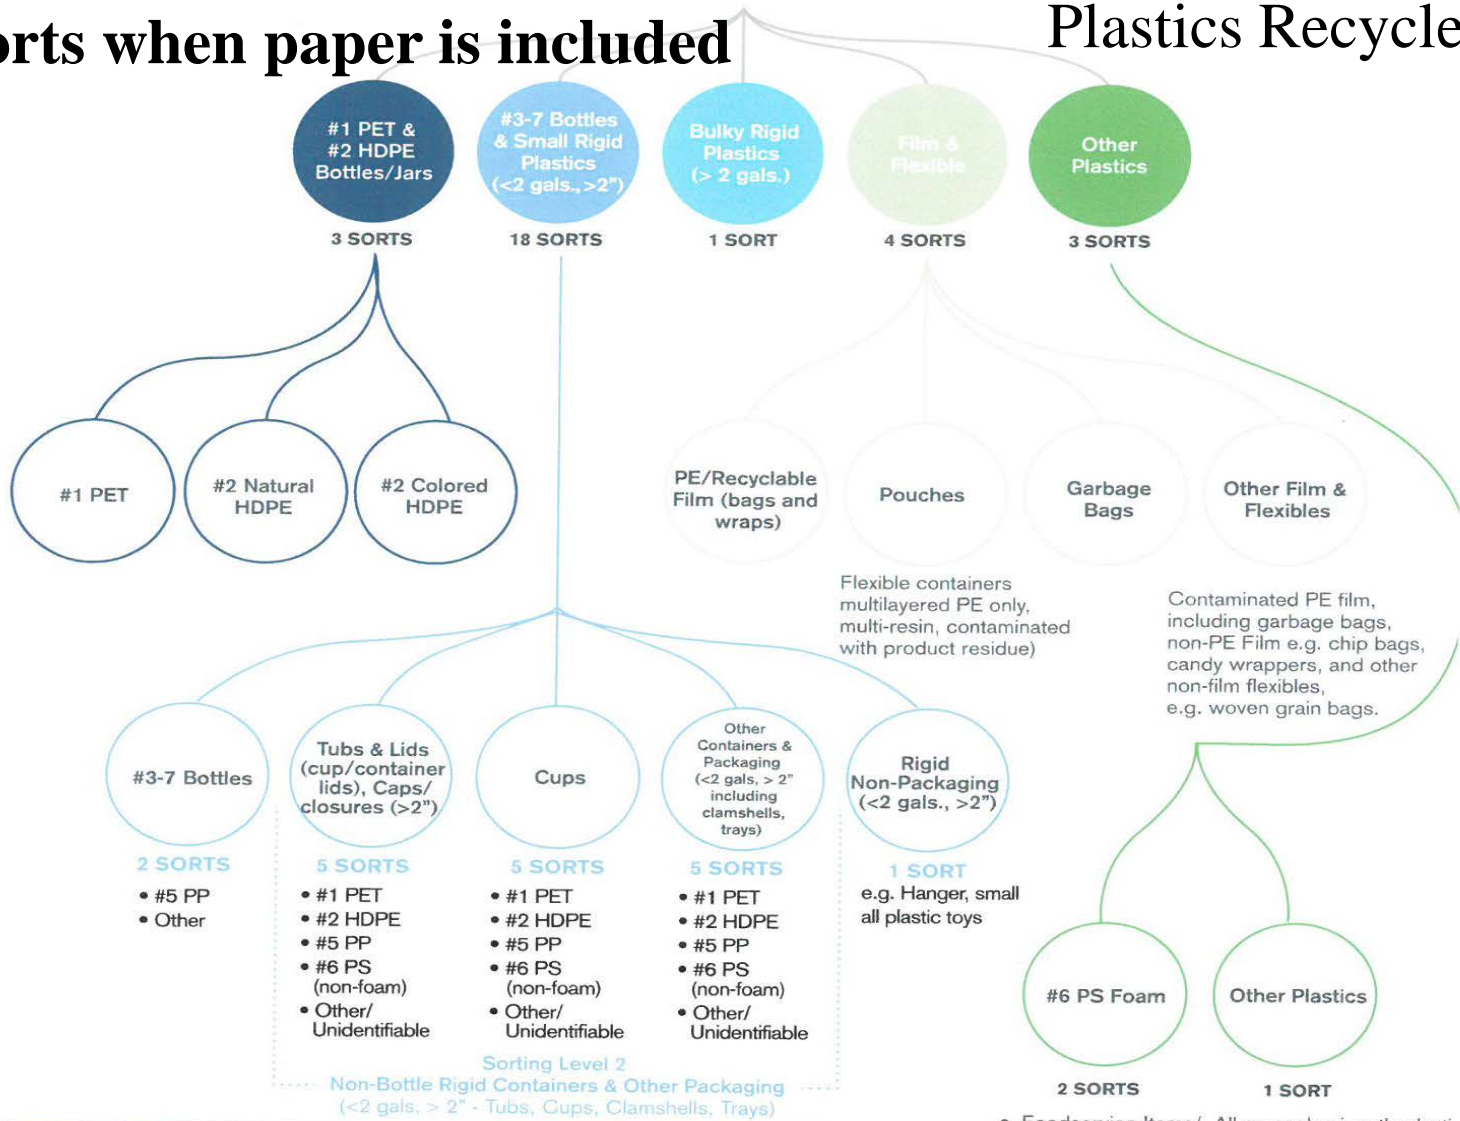 orts when paper is included
Plastics Recycle
#1 PET &
#2 HDPE
Bottles/Jars
3 SORTS
#3-7 Bottles
& Small Rigid
Plastics
(<2 gals.,>2")
18 SORTS
Bulky Rigid
Plastics
(> 2 gals.)
1 SORT
Film &
Flexible
4 SORTS
Other
Plastics
3 SORTS
#1 PET
#2 Natural
HDPE
#2 Colored
HDPE
PE/Recyclable
Film (bags and
wraps)
Pouches
Garbage
Bags
Other Film &
Flexibles
Flexible containers
multilayered PE only,
multi-resin, contaminated
with product residue)
Contaminated PE film,
including garbage bags,
non-PE Film e.g. chip bags,
candy wrappers, and other
non-film flexibles,
e.g. woven grain bags.
#3-7 Bottles
2 SORTS
• #5 PP
• Other
Tubs & Lids
(cup/container
lids), Caps/
closures (>2")
5 SORTS
• #1 PET
• #2 HDPE
• #5 PP
• #6 PS
(non-foam)
• Other/
Unidentifiable
Cups
5 SORTS
• #1 PET
• #2 HDPE
• #5 PP
• #6 PS
(non-foam)
• Other/
Unidentifiable
Other
Containers &
Packaging
(<2 gals, > 2"
including
clamshells,
trays)
5 SORTS
• #1 PET
• #2 HDPE
• #5 PP
• #6 PS
(non-foam)
• Other/
Unidentifiable
Rigid
Non-Packaging
(<2 gals., >2")
1 SORT
e.g. Hanger, small
all plastic toys
Sorting Level 2
Non-Bottle Rigid Containers & Other Packaging
(<2 gals, > 2" - Tubs, Cups, Clamshells, Trays)
#6 PS Foam
2 SORTS
Other Plastics
1 SORT